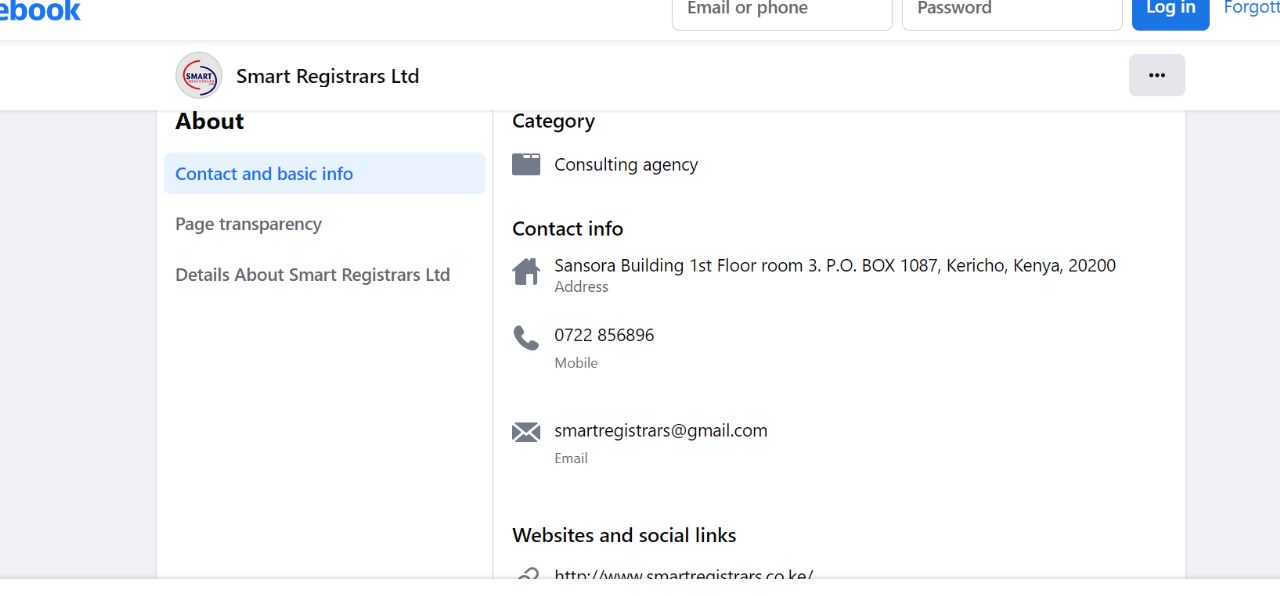 ebook
Email or phone
Password
Log in
Forgott
SMART
REGISTRARS
Smart Registrars Ltd
About
Contact and basic info
Page transparency
Details About Smart Registrars Ltd
Category
Consulting agency
Contact info
Sansora Building 1st Floor room 3. P.O. BOX 1087, Kericho, Kenya, 20200
Address
0722 856896
Mobile
smartregistrars@gmail.com
Email
Websites and social links
http://www.smartregistrars.co.ke/